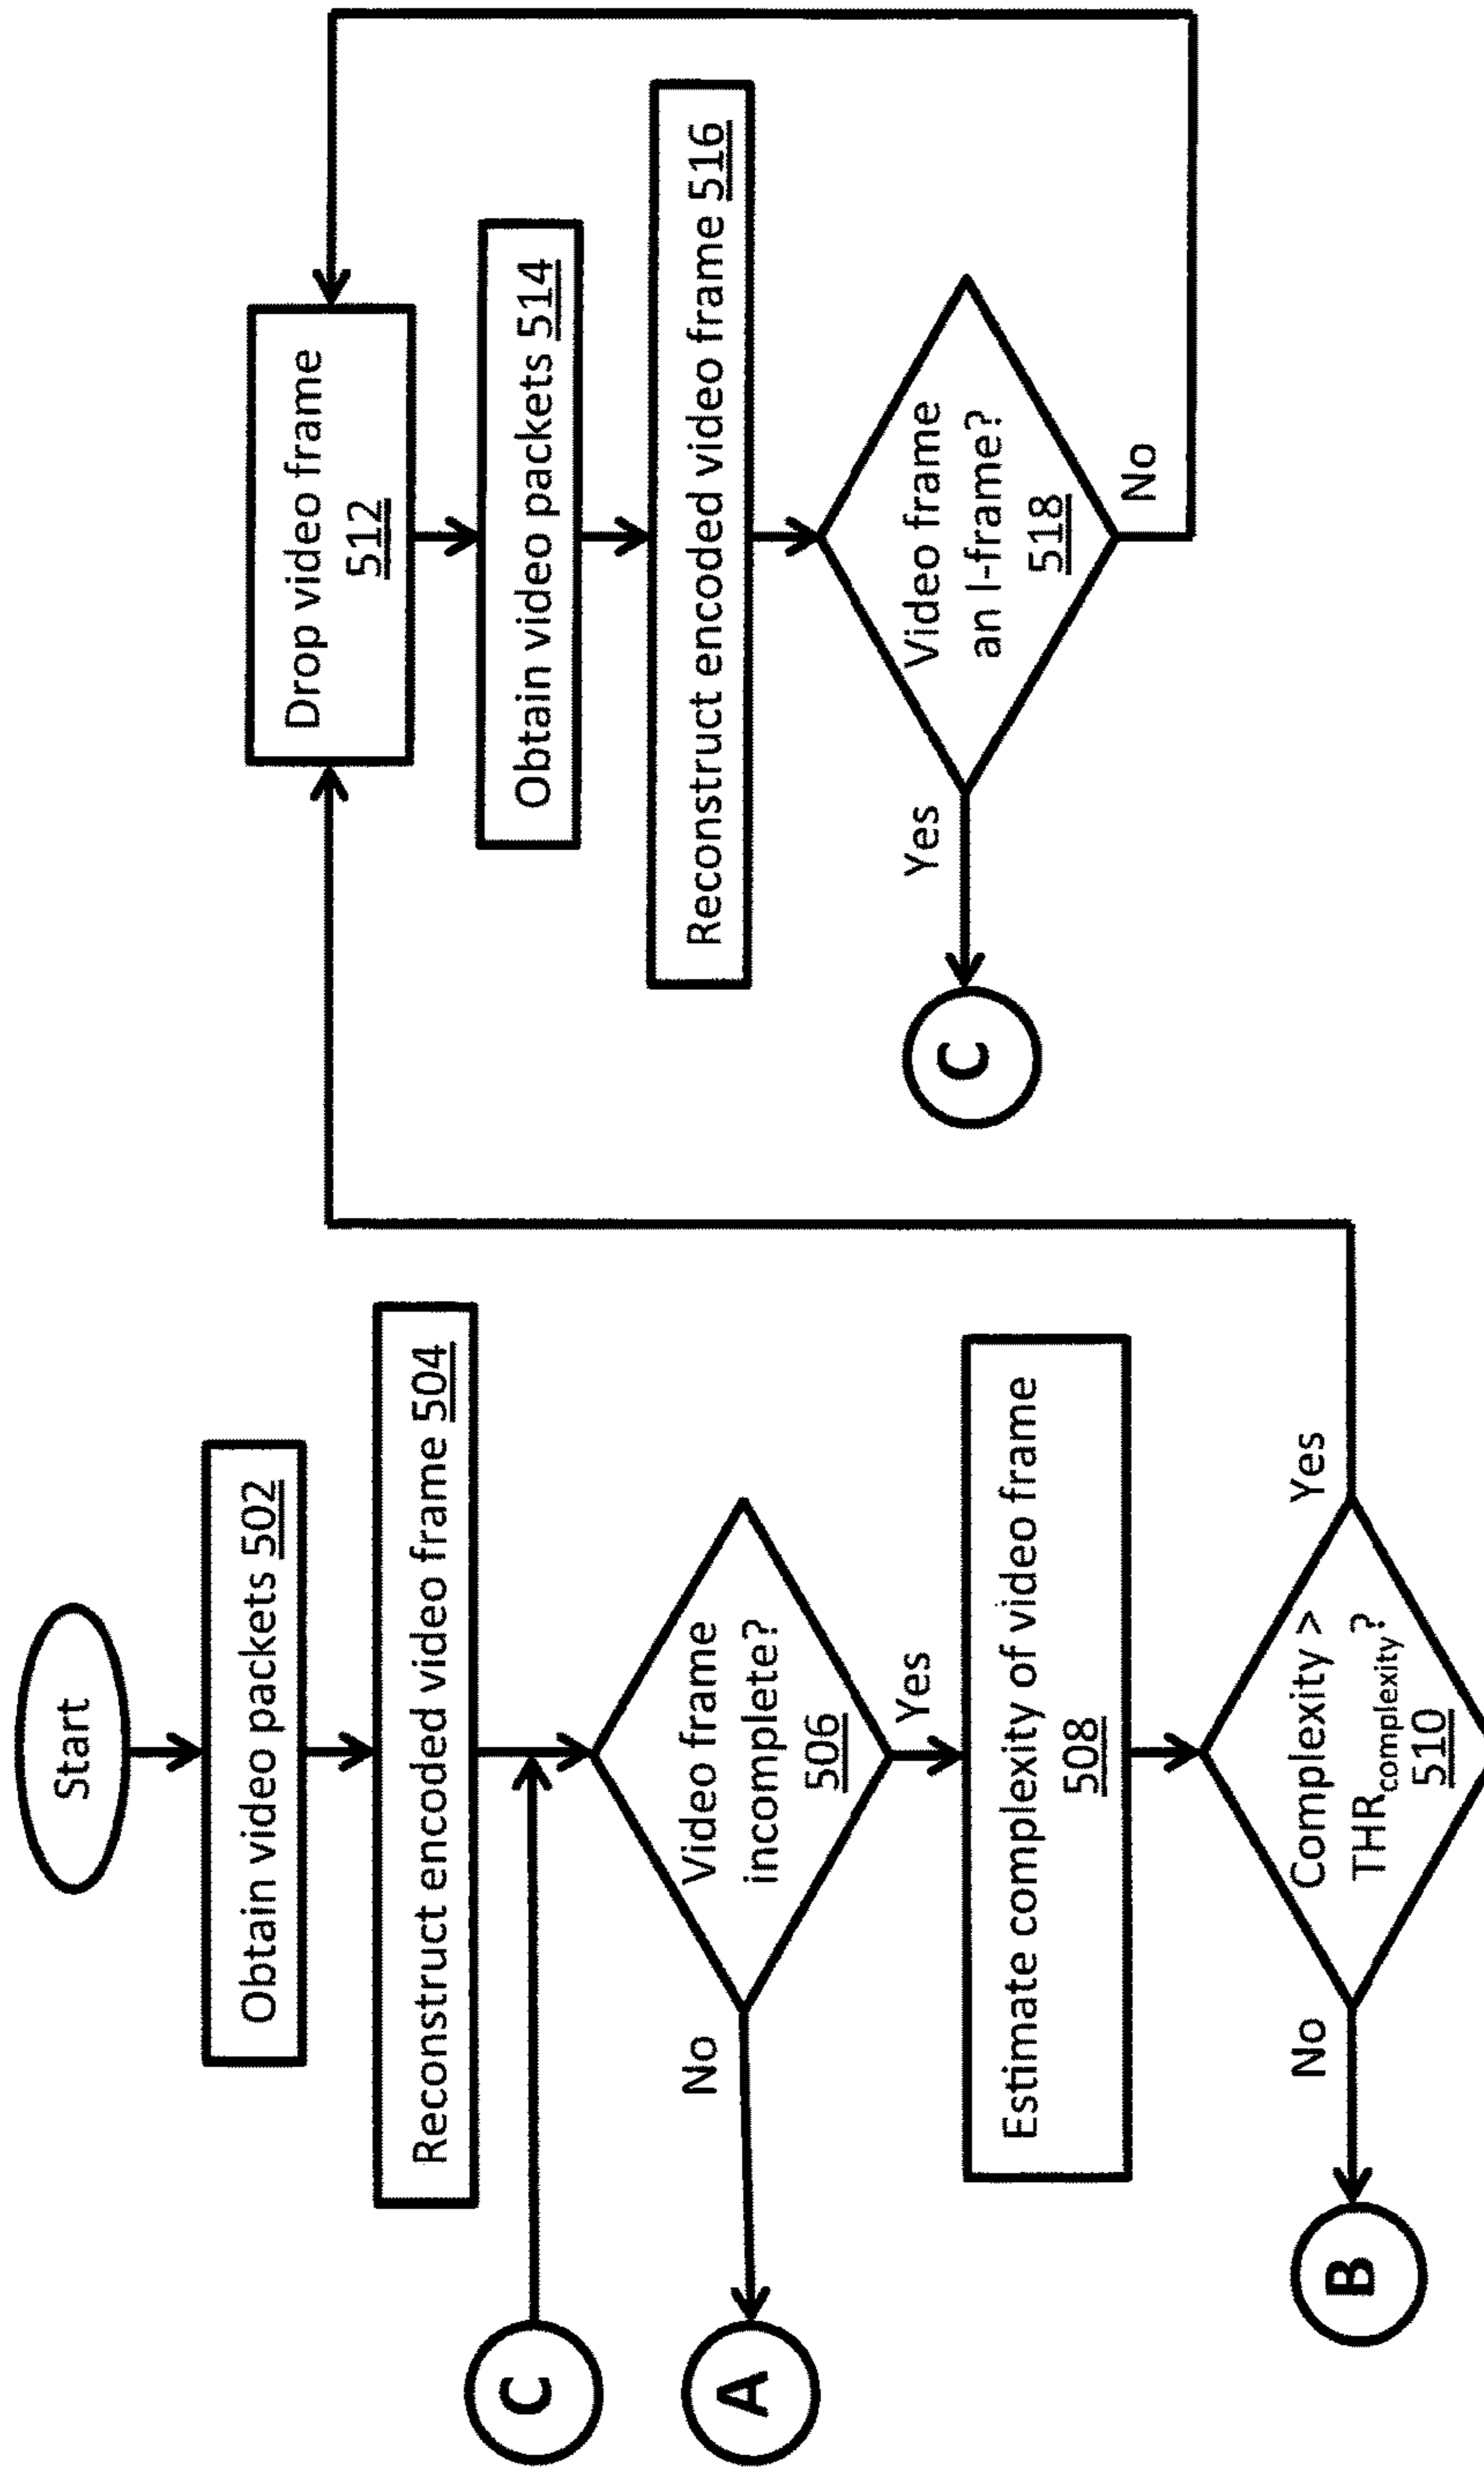 Start
Obtain video packets 502
Reconstruct encoded video frame 504
C
Video frame
incomplete?
506
No
A
Yes
Estimate complexity of video frame
508
Complexity >
THRcomplexity?
510
No
B
Yes
Drop video frame
512
Obtain video packets 514
Reconstruct encoded video frame 516
Video frame
an I-frame?
518
Yes
C
No